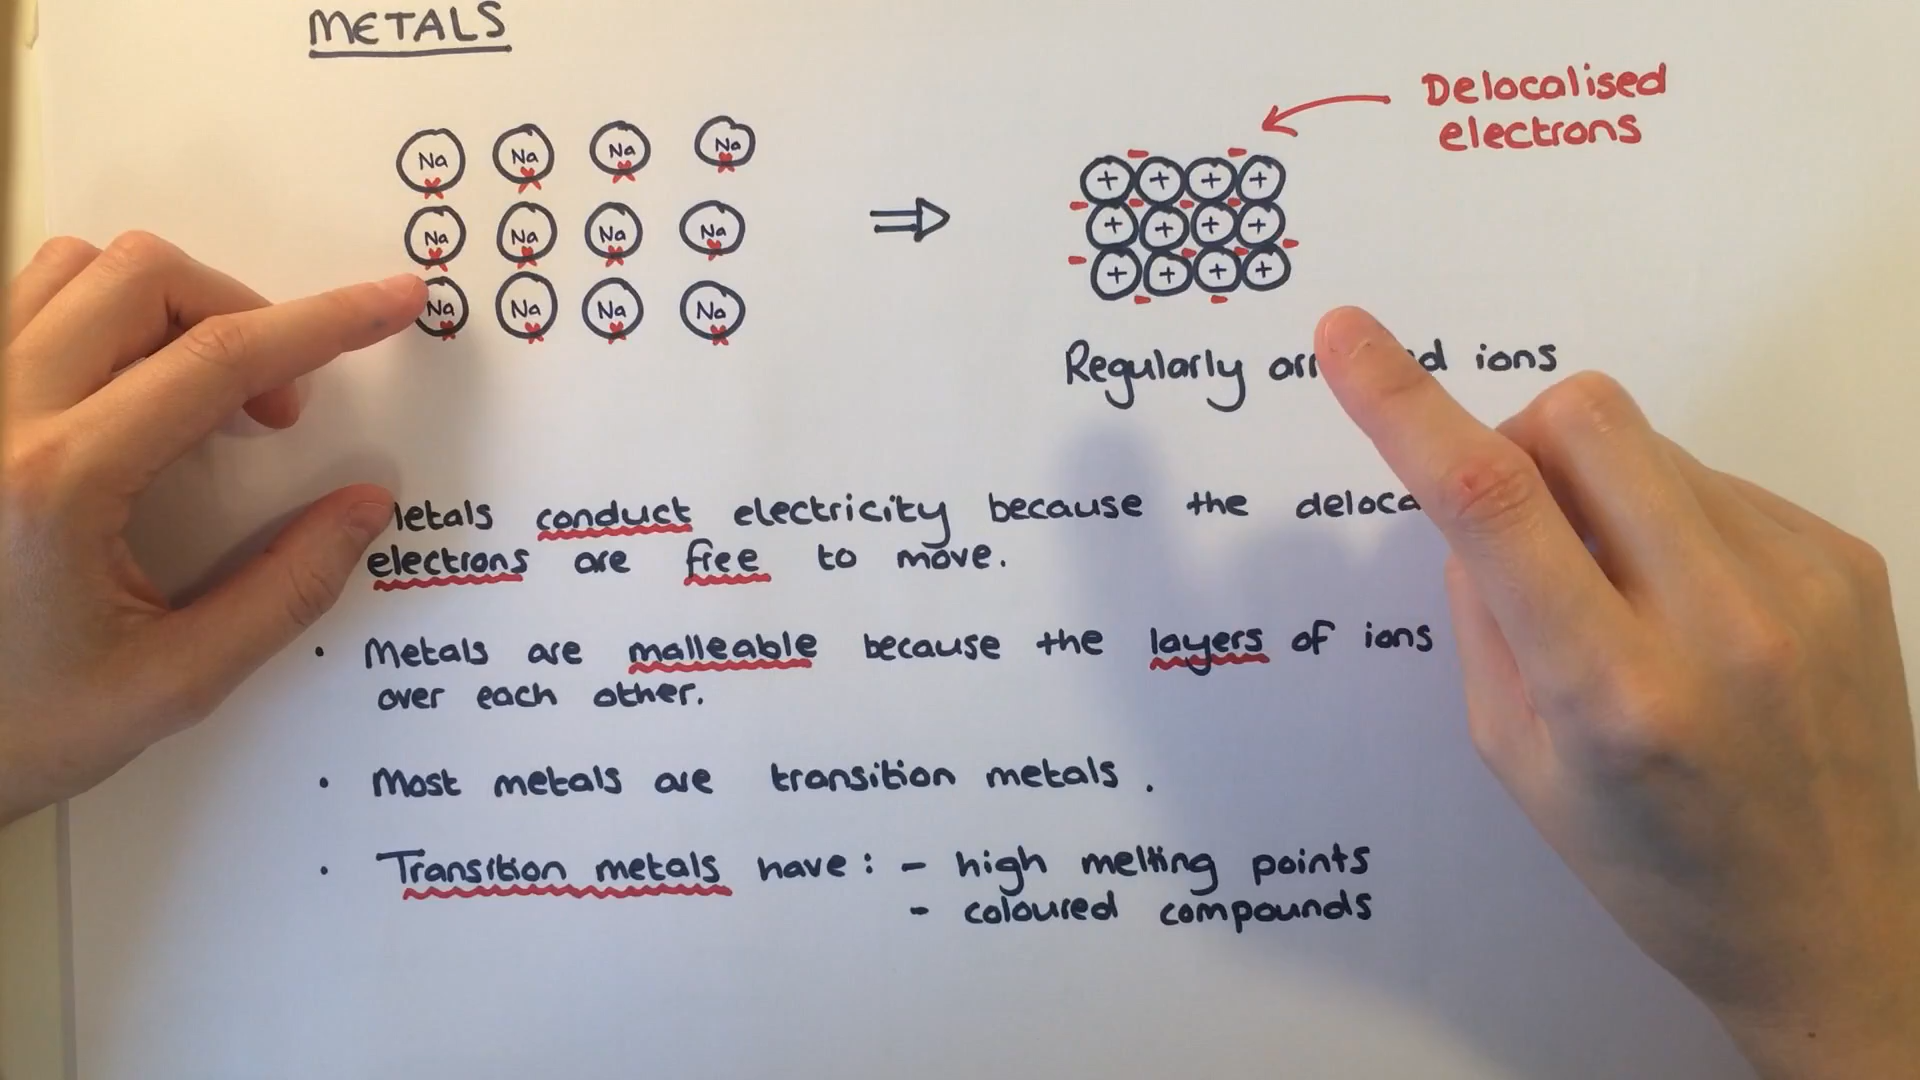 METALS
Delocalised
electrons
Na Na Na Na
Na Na Na Na
Na Na Na Na
+ + + +
+ + + +
+ + + +
Regularly ions
conduct electricity because the
electrons are free to move.
• Metals are malleable because the layers of ions
over each other.
• Most metals are transition metals.
• Transition metals have: - high melting points
- coloured compounds